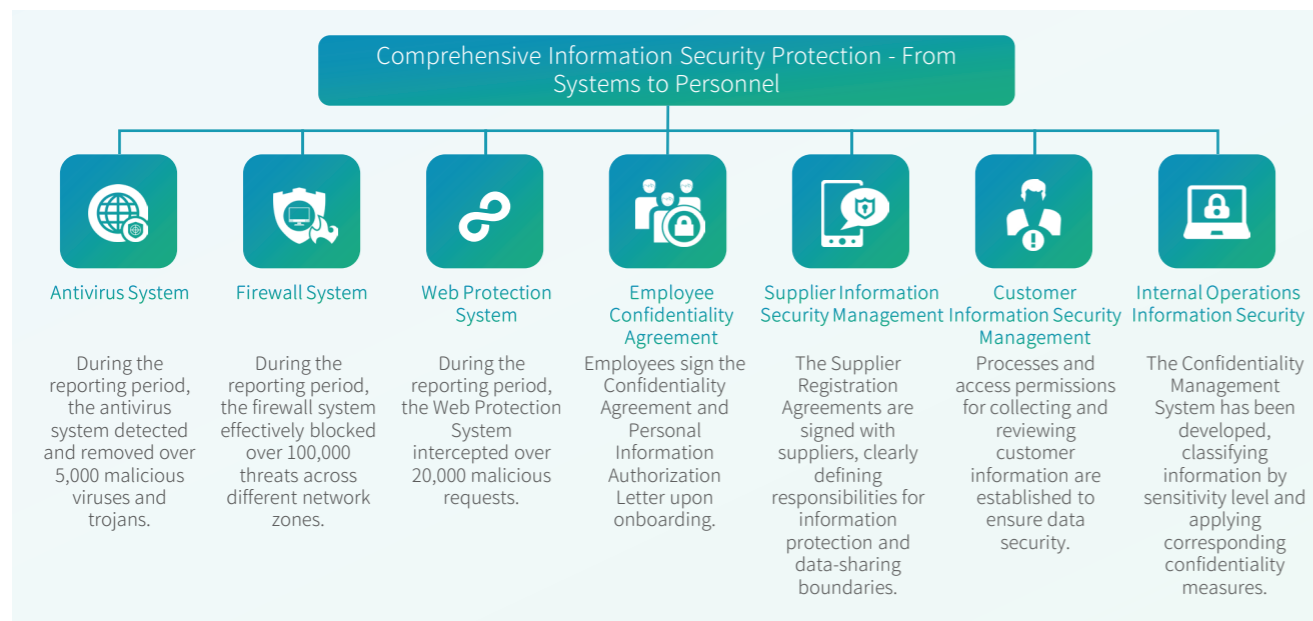 Comprehensive Information Security Protection - From
Systems to Personnel
Antivirus System
During the
reporting period,
the antivirus
system detected
and removed over
5,000 malicious
viruses and
trojans.
Firewall System
During the
reporting period,
the firewall system
effectively blocked
over 100,000
threats across
different network
zones.
Web Protection
System
During the
reporting period,
the Web Protection
System
intercepted over
20,000 malicious
requests.
Employee
Confidentiality
Agreement
Employees sign the
Confidentiality
Agreement and
Personal
Information
Authorization
Letter upon
onboarding.
Supplier Information
Security Management
The Supplier
Registration
Agreements are
signed with
suppliers, clearly
defining
responsibilities for
information
protection and
data-sharing
boundaries.
Customer
Information Security
Management
Processes and
access permissions
for collecting and
reviewing
customer
information are
established to
ensure data
security.
Internal Operations
Information Security
The Confidentiality
Management
System has been
developed,
classifying
information by
sensitivity level and
applying
corresponding
confidentiality
measures.